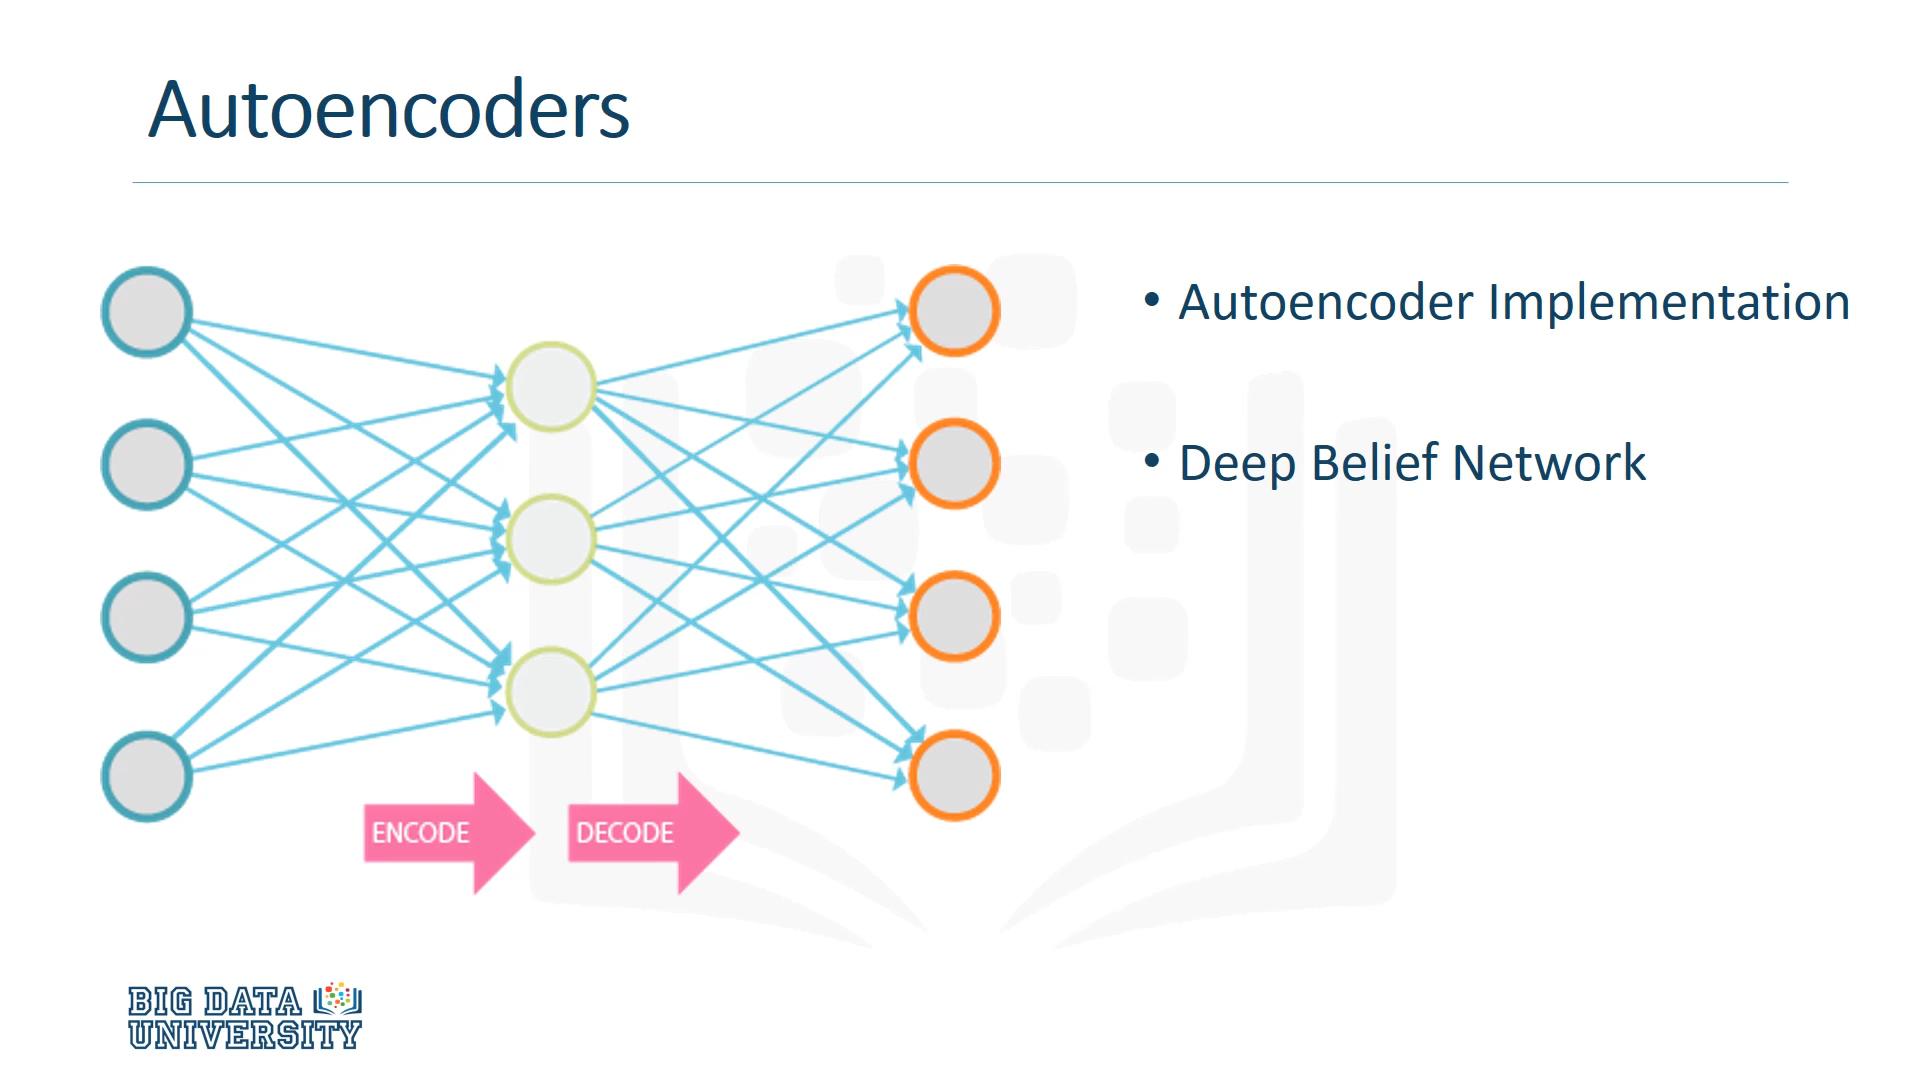 Autoencoders
• Autoencoder Implementation
• Deep Belief Network
ENCODE
DECODE
BIG DATA
UNIVERSITY